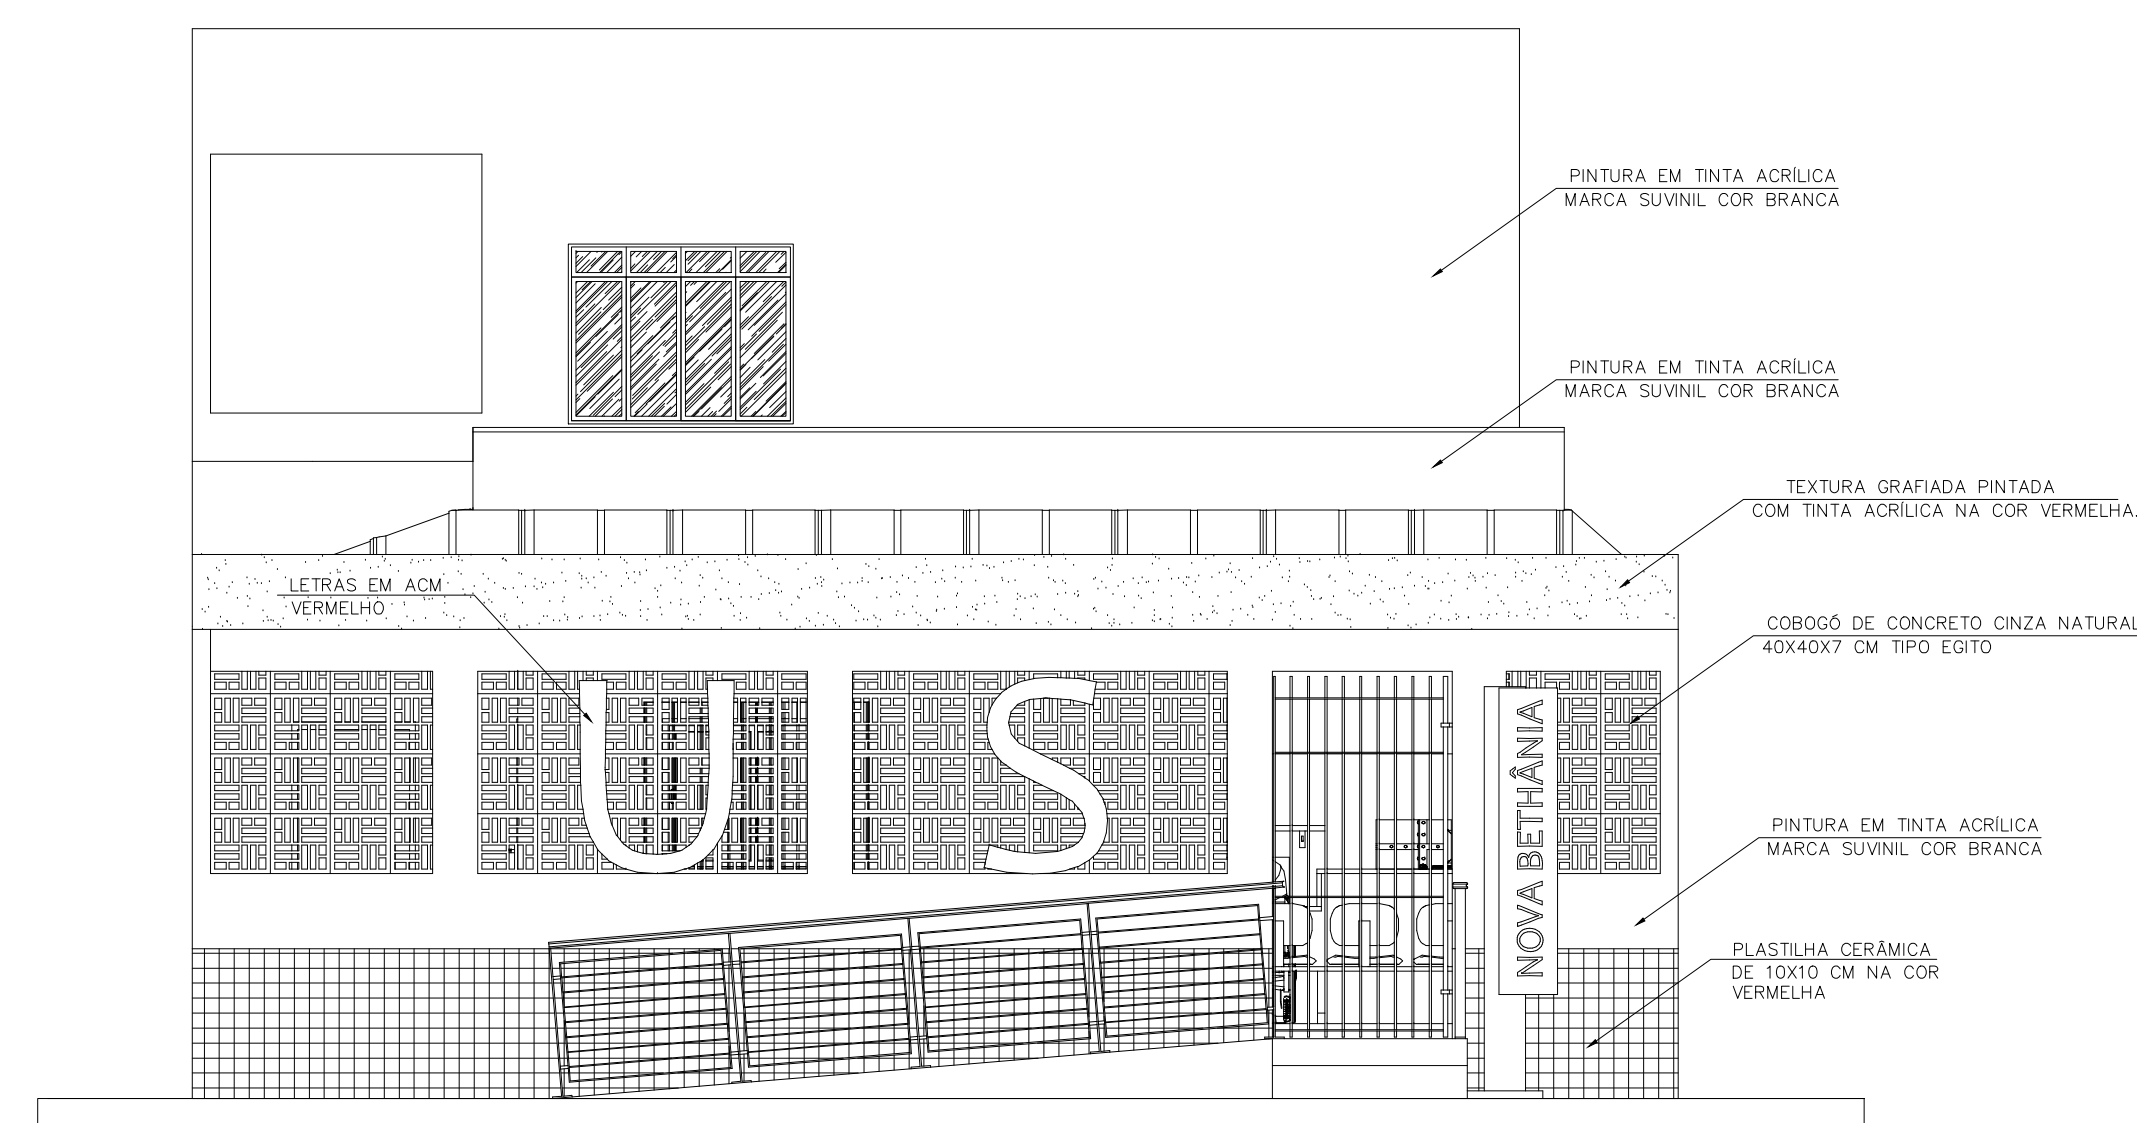 PINTURA EM TINTA ACRÍLICA
MARCA SUVINIL COR BRANCA
PINTURA EM TINTA ACRÍLICA
MARCA SUVINIL COR BRANCA
TEXTURA GRAFIADA PINTADA
COM TINTA ACRÍLICA NA COR VERMELHA.
LETRAS EM ACM
VERMELHO
COBOGÓ DE CONCRETO CINZA NATURAL
40X40X7 CM TIPO EGITO
U S
NOVA BETHÂNIA
PINTURA EM TINTA ACRÍLICA
MARCA SUVINIL COR BRANCA
PLASTILHA CERÂMICA
DE 10X10 CM NA COR
VERMELHA